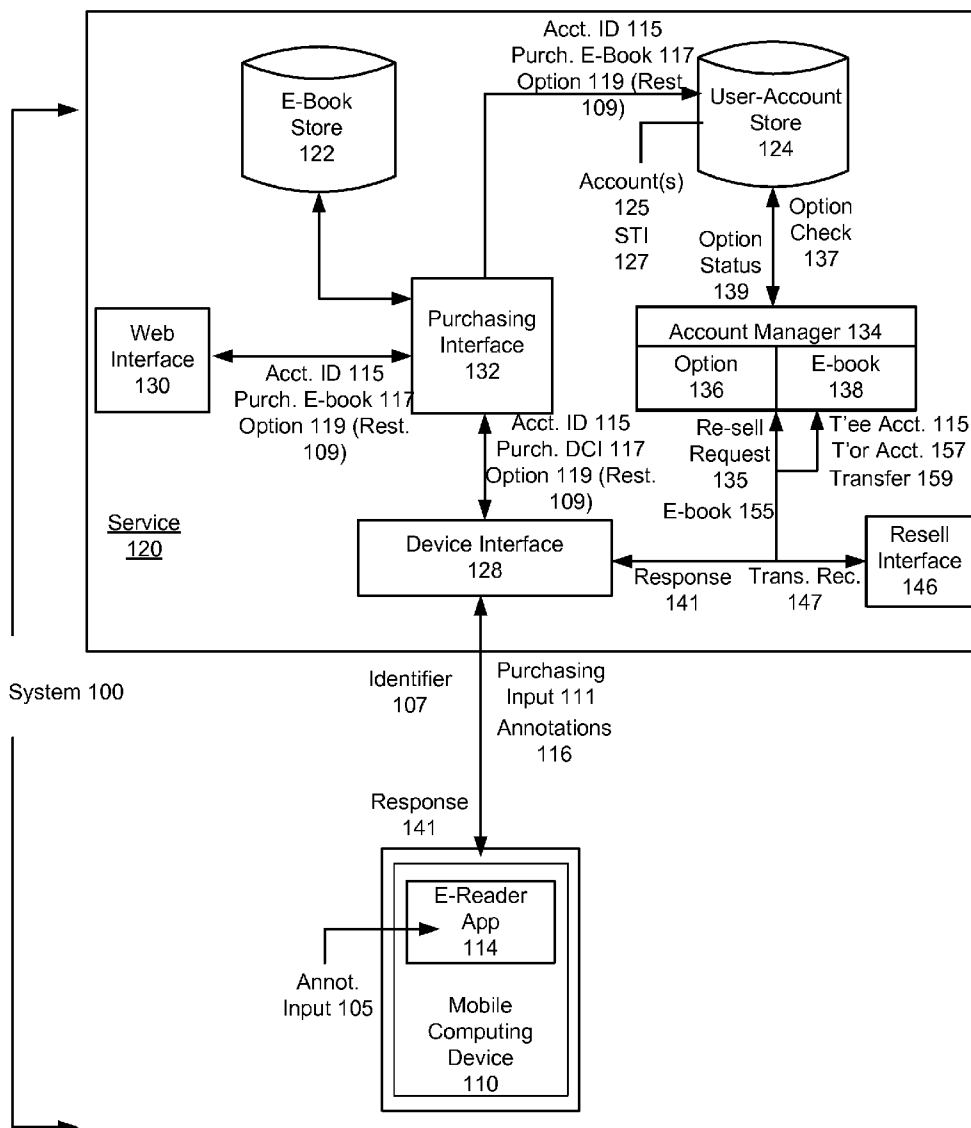 Acct. ID 115
Purch. E-Book 117
Option 119 (Rest.
109)
E-Book
Store
122
User-Account
Store
124
Account(s)
125
STI
127
Option
Check
137
Option
Status
139
Web
Interface
130
Purchasing
Interface
132
Account Manager 134
Option
136
E-book
138
Acct. ID 115
Purch. E-book 117
Option 119 (Rest.
109)
Acct. ID 115
Purch. DCI 117
Option 119 (Rest.
109)
Re-sell
Request
135
T'ee Acct. 115
T'or Acct. 157
Transfer 159
E-book 155
Service
120
Device Interface
128
Response
141
Trans. Rec.
147
Resell
Interface
146
System 100
Identifier
107
Purchasing
Input 111
Annotations
116
Response
141
E-Reader
App
114
Annot.
Input 105
Mobile
Computing
Device
110